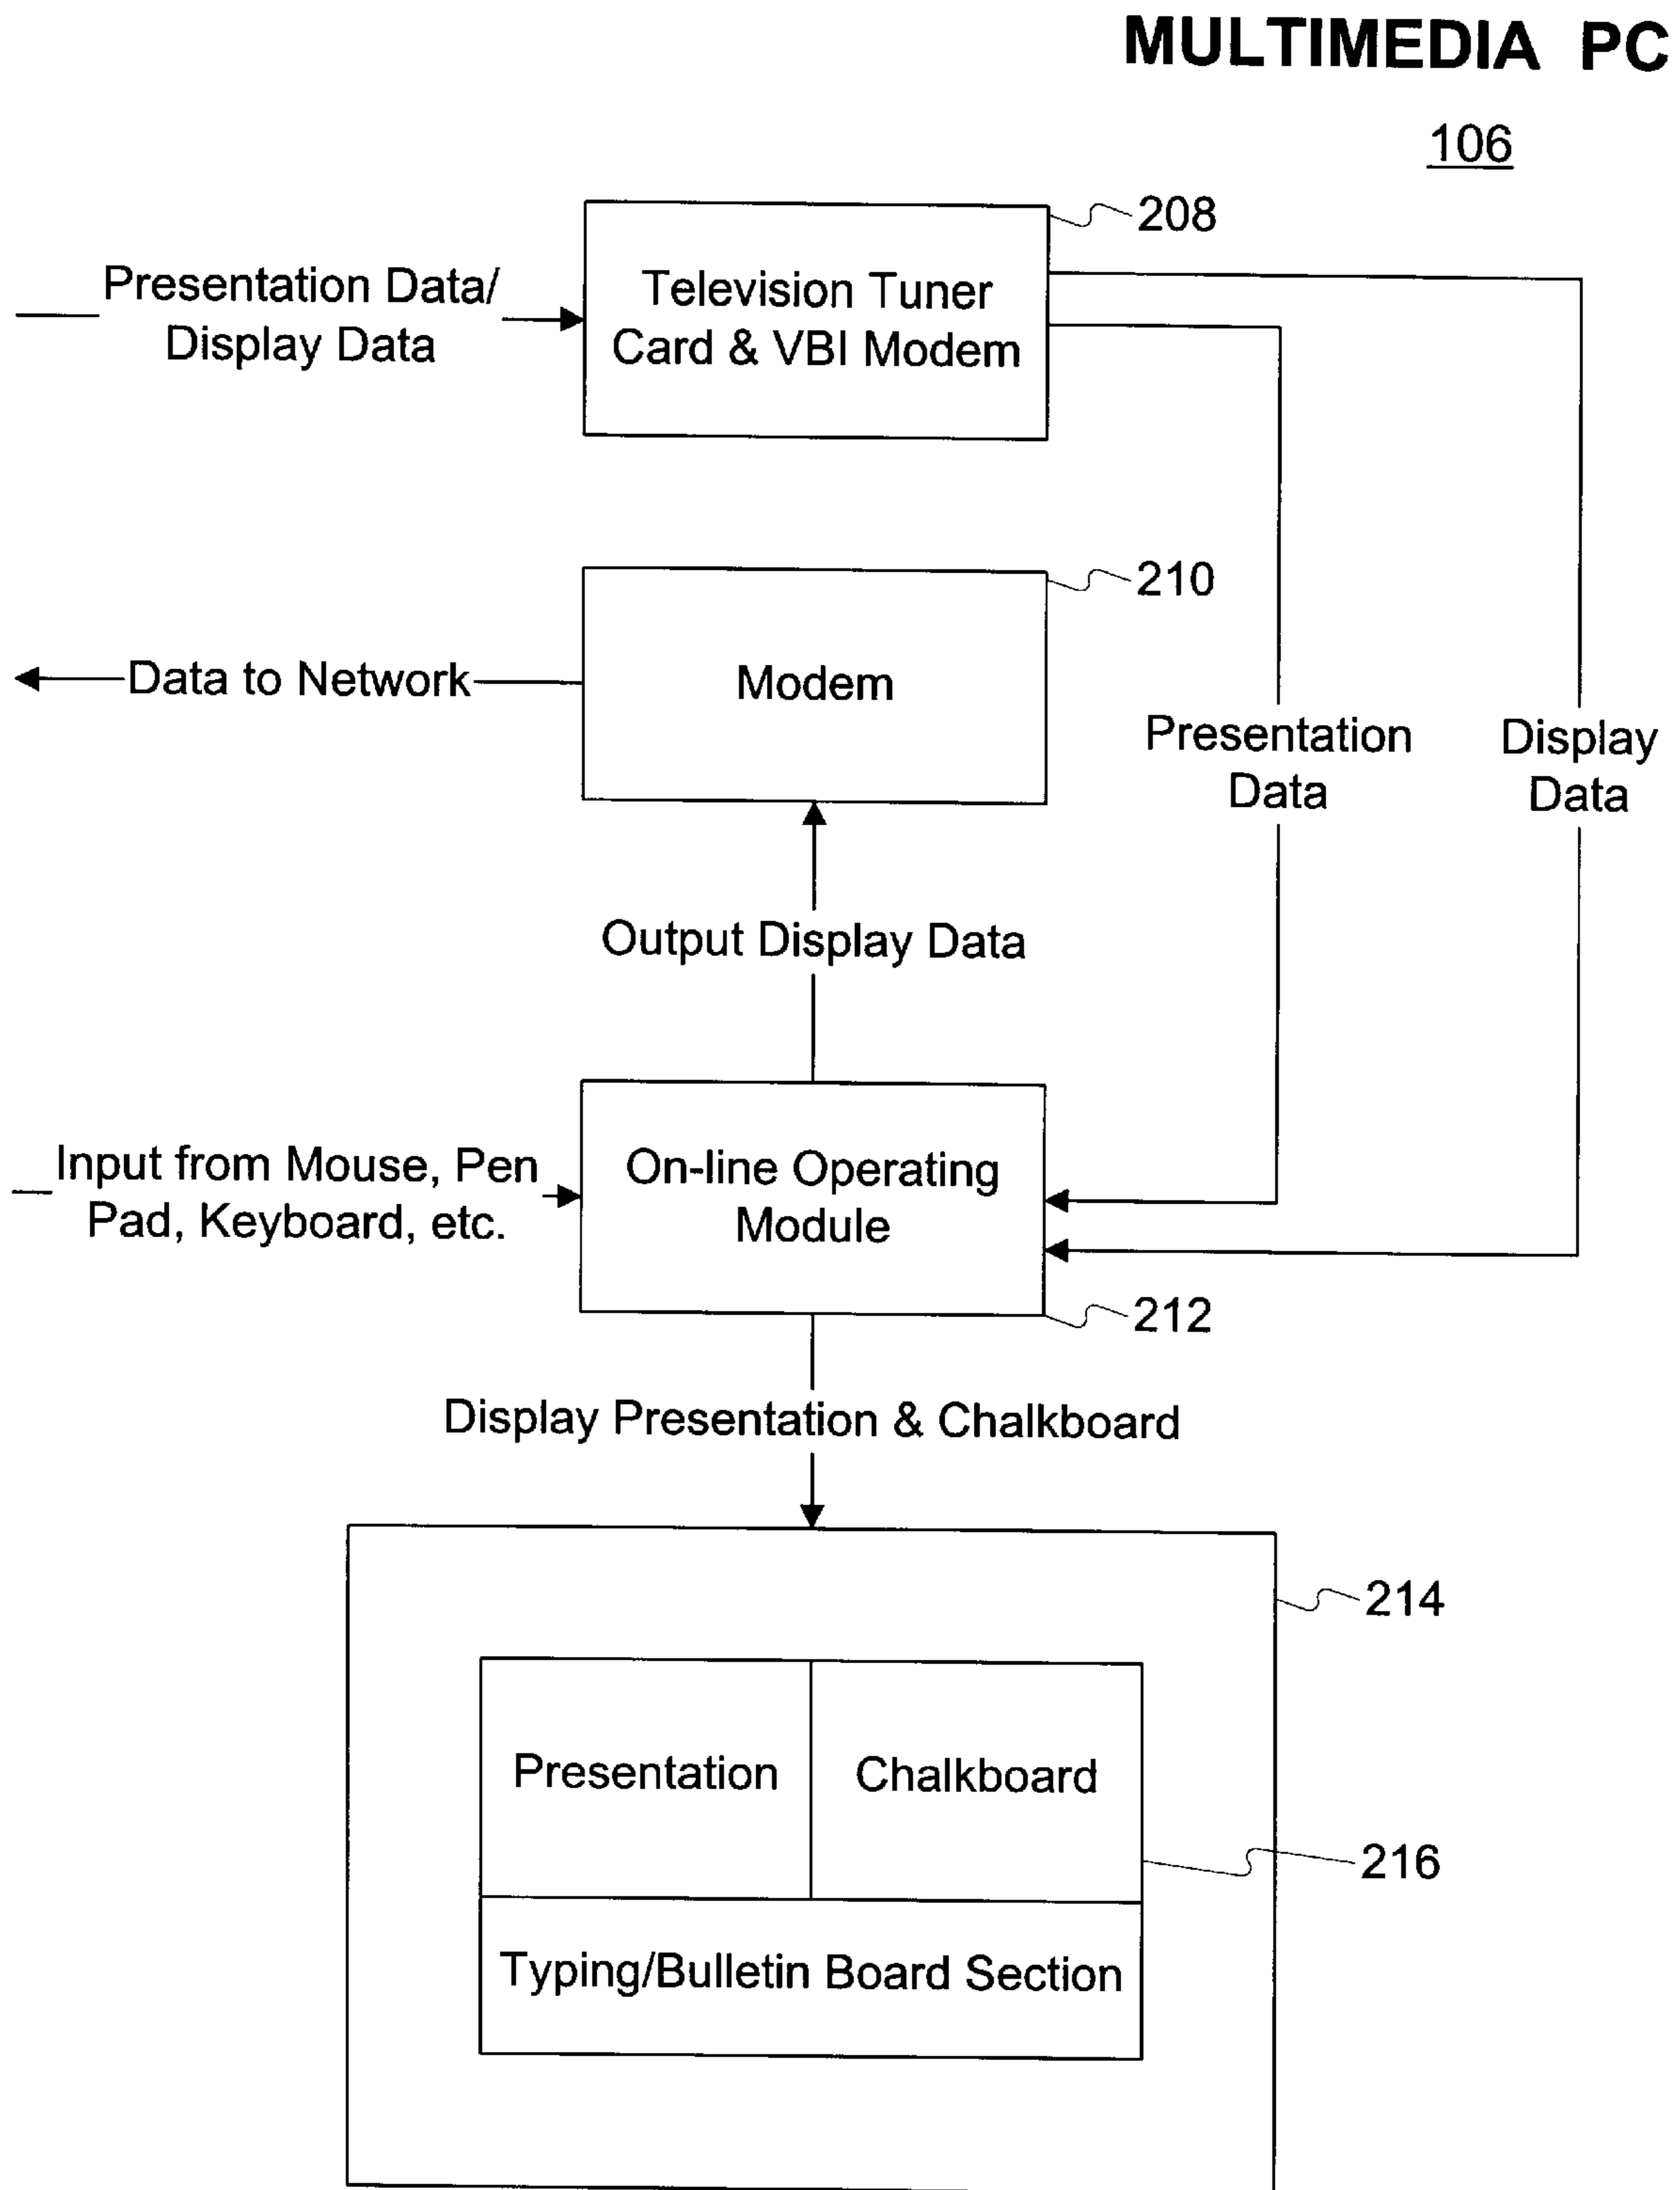 MULTIMEDIA PC
106
208
Presentation Data/
Display Data
Television Tuner
Card & VBI Modem
210
Data to Network
Modem
Presentation
Data
Display
Data
Output Display Data
Input from Mouse, Pen
Pad, Keyboard, etc.
On-line Operating
Module
212
Display Presentation & Chalkboard
214
Presentation
Chalkboard
216
Typing/Bulletin Board Section